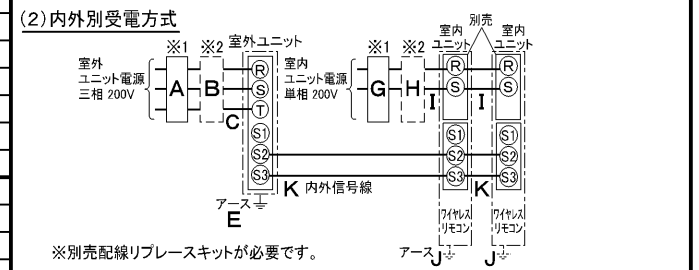 (2)内外別受電方式
室外
ユニット電源
三相 200V
※1
A
※2
B
C
室外ユニット
R
S
T
S1
S2
S3
アース
E
室内
ユニット電源
単相 200V
※1
G
※2
H
I
別売
室内
ユニット
R
S
S1
S2
S3
I
室内
ユニット
R
S
S1
S2
S3
K 内外信号線
K
ワイヤレス
リモコン
ワイヤレス
リモコン
アース J
J
※別売配線リプレースキットが必要です。